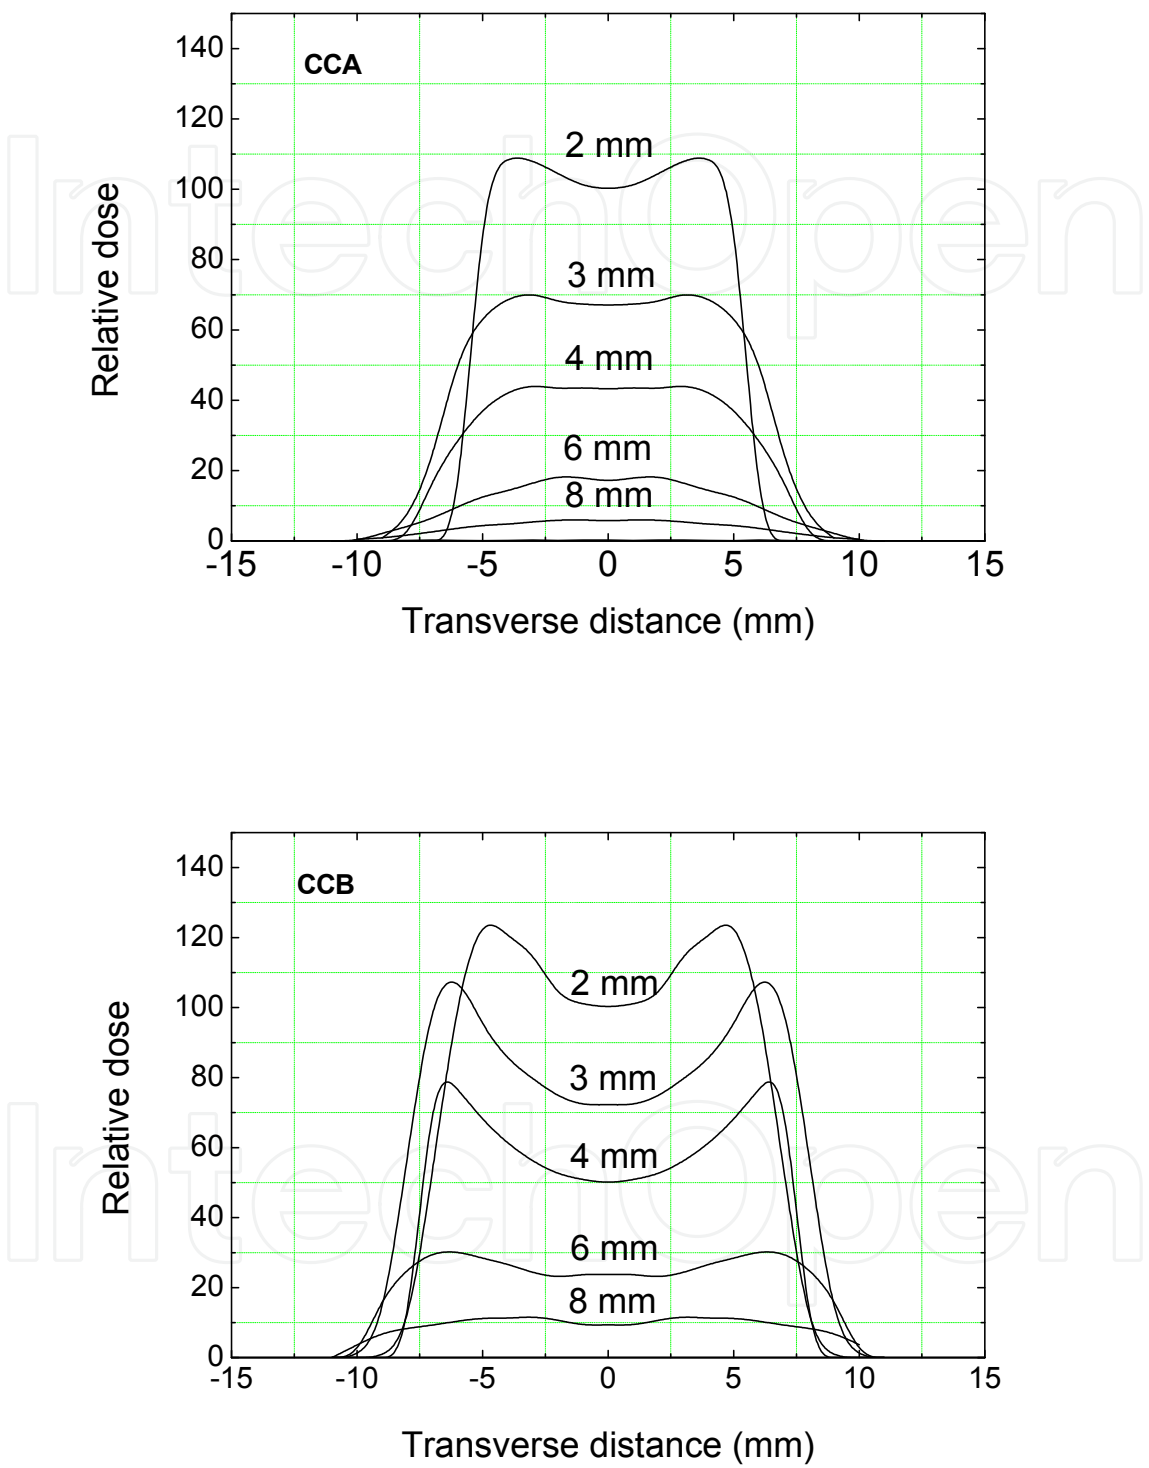 CCA
140
120
100
80
60
40
20
0
Relative dose
2 mm
3 mm
4 mm
6 mm
8 mm
-15 -10 -5 0 5 10 15
Transverse distance (mm)
IntechOpen
CCB
140
120
100
80
60
40
20
0
Relative dose
2 mm
3 mm
4 mm
6 mm
8 mm
-15 -10 -5 0 5 10 15
Transverse distance (mm)
IntechOpen